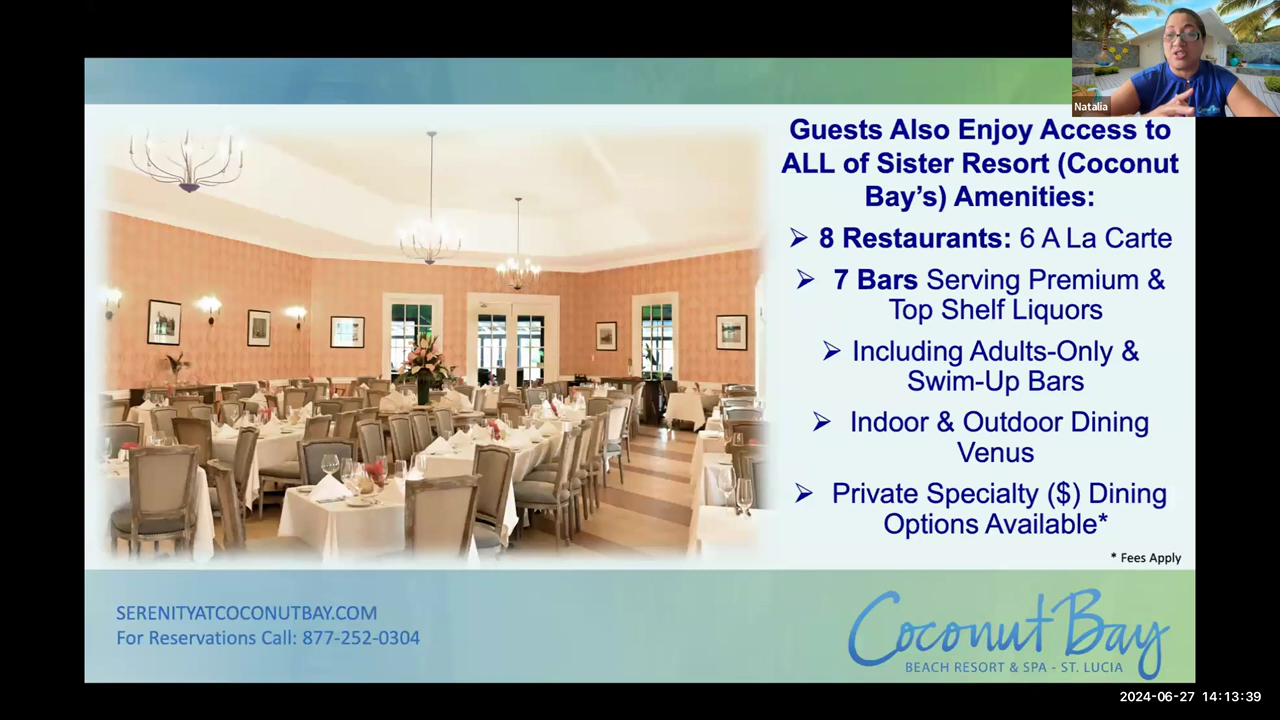 Natalia
Guests Also Enjoy Access to
ALL of Sister Resort (Coconut
Bay's) Amenities:
➢ 8 Restaurants: 6 A La Carte
➢ 7 Bars Serving Premium &
Top Shelf Liquors
➢ Including Adults-Only &
Swim-Up Bars
➢ Indoor & Outdoor Dining
Venus
➢ Private Specialty ($) Dining
Options Available*
* Fees Apply
SERENITYATCOCONUTBAY.COM
For Reservations Call: 877-252-0304
Coconut Bay
BEACH RESORT & SPA - ST. LUCIA
2024-06-27 14:13:39